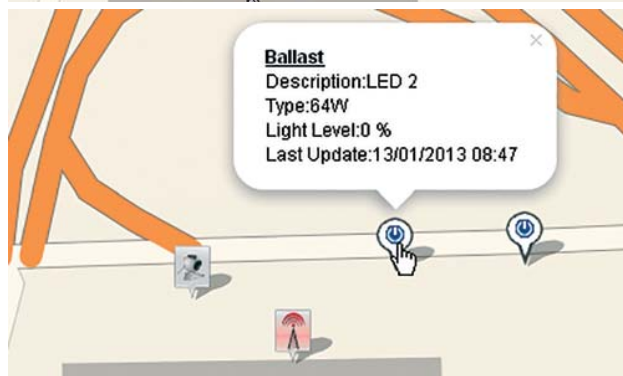 Ballast
Description:LED 2
Type:64W
Light Level:0 %
Last Update:13/01/2013 08:47